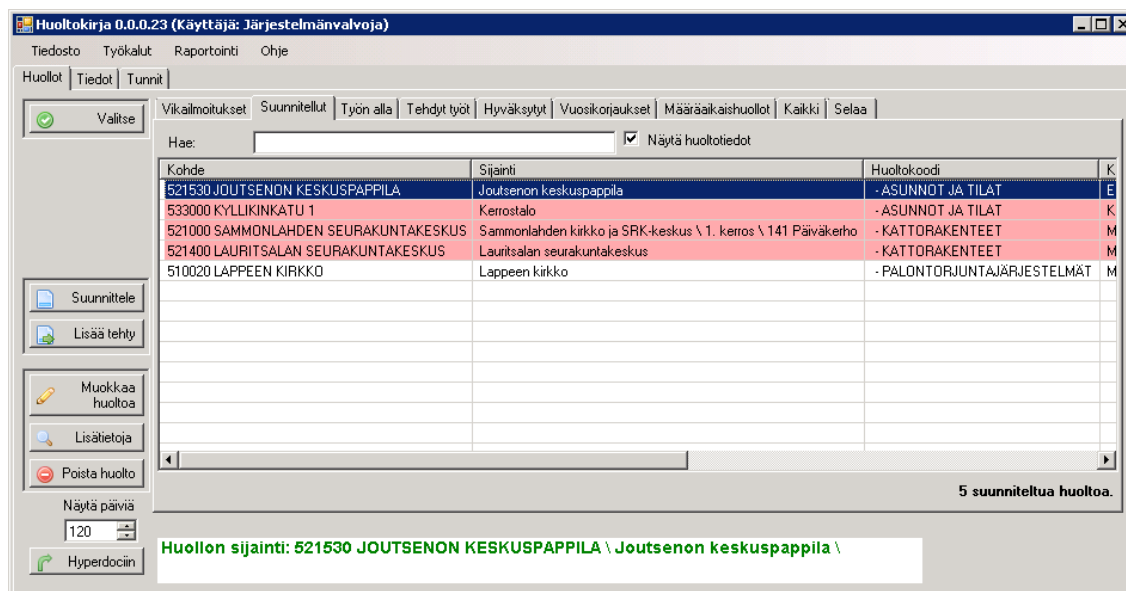 Huoltokirja 0.0.0.23 (Käyttäjä: Järjestelmänvalvoja)
Tiedosto Työkalut Raportointi Ohje
Huollot Tiedot Tunnit
Valitse
Vikailmoitukset Suunnitellut Työn alla Tehdyt työt Hyväksytyt Vuosikorjaukset Määräaikaishuollot Kaikki Selaa
Hae: Näytä huoltotiedot
Kohde Sijainti Huoltokoodi K
521530 JOUTSENON KESKUSPAPPILA Joutsenon keskuspappila - ASUNNOT JA TILAT E
533000 KYLLIKINKATU 1 Kerrostalo - ASUNNOT JA TILAT K
521000 SAMMONLAHDEN SEURAKUNTAKESKUS Sammonlahden kirkko ja SRK-keskus \ 1. kerros \ 141 Päiväkerho - KATTORAKENTEET M
521400 LAURITSALAN SEURAKUNTAKESKUS Lauritsalan seurakuntakeskus - KATTORAKENTEET M
510020 LAPPEEN KIRKKO Lappeen kirkko - PALONTORJUNTAJÄRJESTELMÄT M
Suunnittele
Lisää tehty
Muokkaa
huoltoa
Lisätietoja
Poista huolto
5 suunniteltua huoltoa.
Näytä päiviä
120
Hyperdociin
Huollon sijainti: 521530 JOUTSENON KESKUSPAPPILA \ Joutsenon keskuspappila \